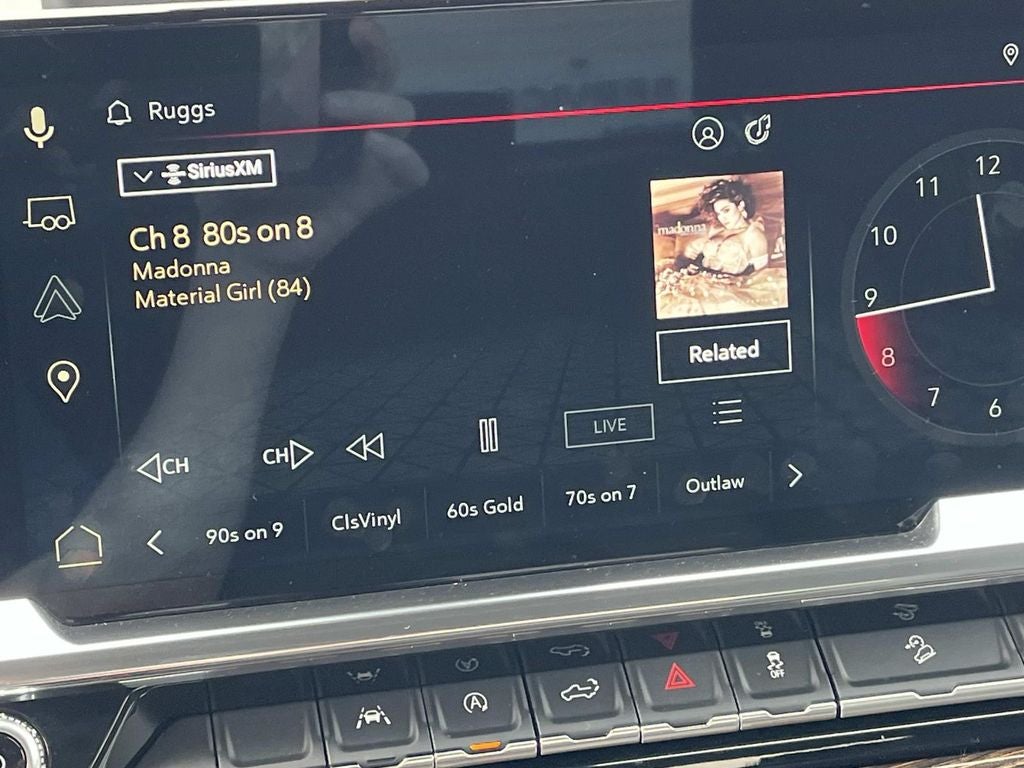 Ruggs
SiriusXM
Ch 8 80s on 8
Madonna
Material Girl (84)
madonna
Related
CH
CH
LIVE
90s on 9
ClsVinyl
60s Gold
70s on 7
Outlaw
12
11
10
9
8
7
6
A
OFF